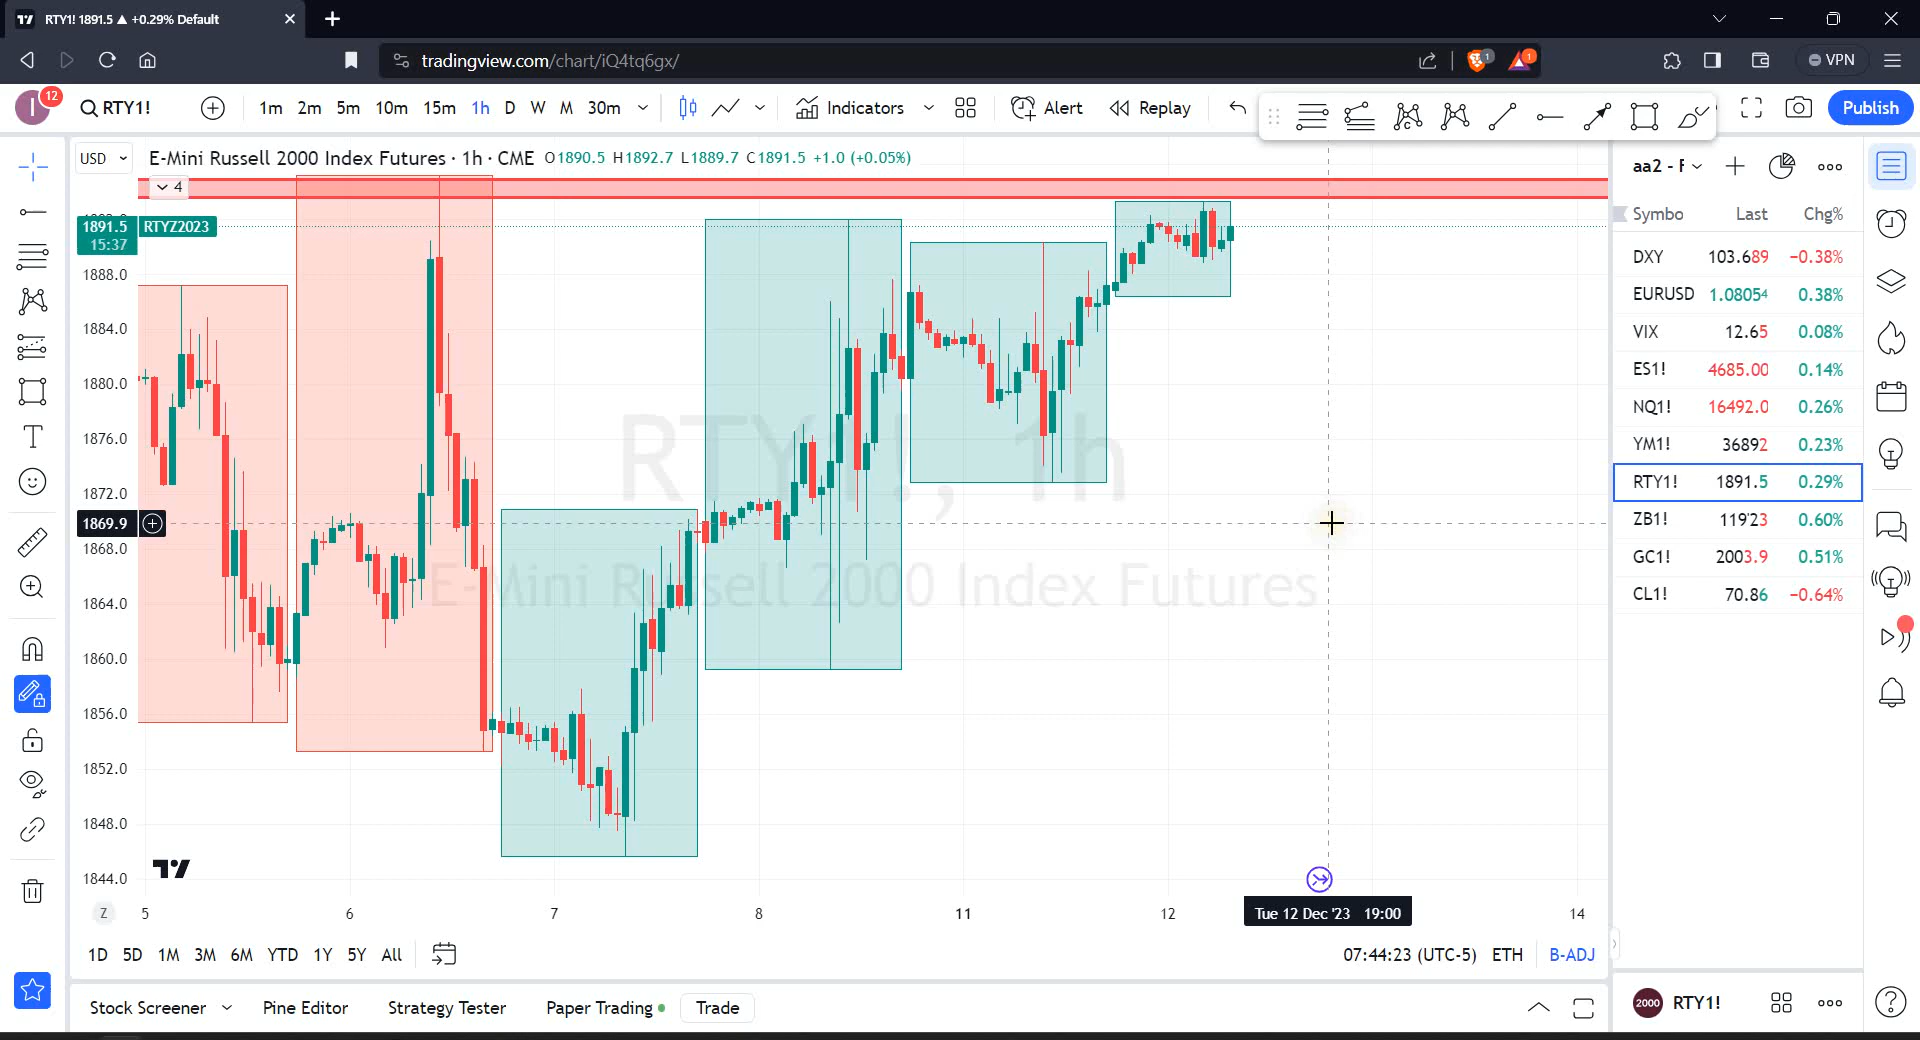 RTY1! 1891.5 ▲ +0.29% Default
tradingview.com/chart/iQ4tq6gx/
1
1
VPN
I
12
RTY1!
1m 2m 5m 10m 15m 1h D W M 30m
Indicators
Alert
Replay
Publish
USD
E-Mini Russell 2000 Index Futures · 1h · CME O1890.5 H1892.7 L1889.7 C1891.5 +1.0 (+0.05%)
4
1891.5
15:37
RTYZ2023
1888.0
1884.0
1880.0
1876.0
1872.0
1869.9
1868.0
1864.0
1860.0
1856.0
1852.0
1848.0
1844.0
RTY1!, 1h
E-Mini Russell 2000 Index Futures
Z
5 6 7 8 11 12 14
Tue 12 Dec '23 19:00
1D 5D 1M 3M 6M YTD 1Y 5Y All
07:44:23 (UTC-5) ETH B-ADJ
Stock Screener Pine Editor Strategy Tester Paper Trading Trade
aa2 - F
Symbo Last Chg%
DXY 103.689 −0.38%
EURUSD 1.08054 0.38%
VIX 12.65 0.08%
ES1! 4685.00 0.14%
NQ1! 16492.0 0.26%
YM1! 36892 0.23%
RTY1! 1891.5 0.29%
ZB1! 119'23 0.60%
GC1! 2003.9 0.51%
CL1! 70.86 −0.64%
2000 RTY1!